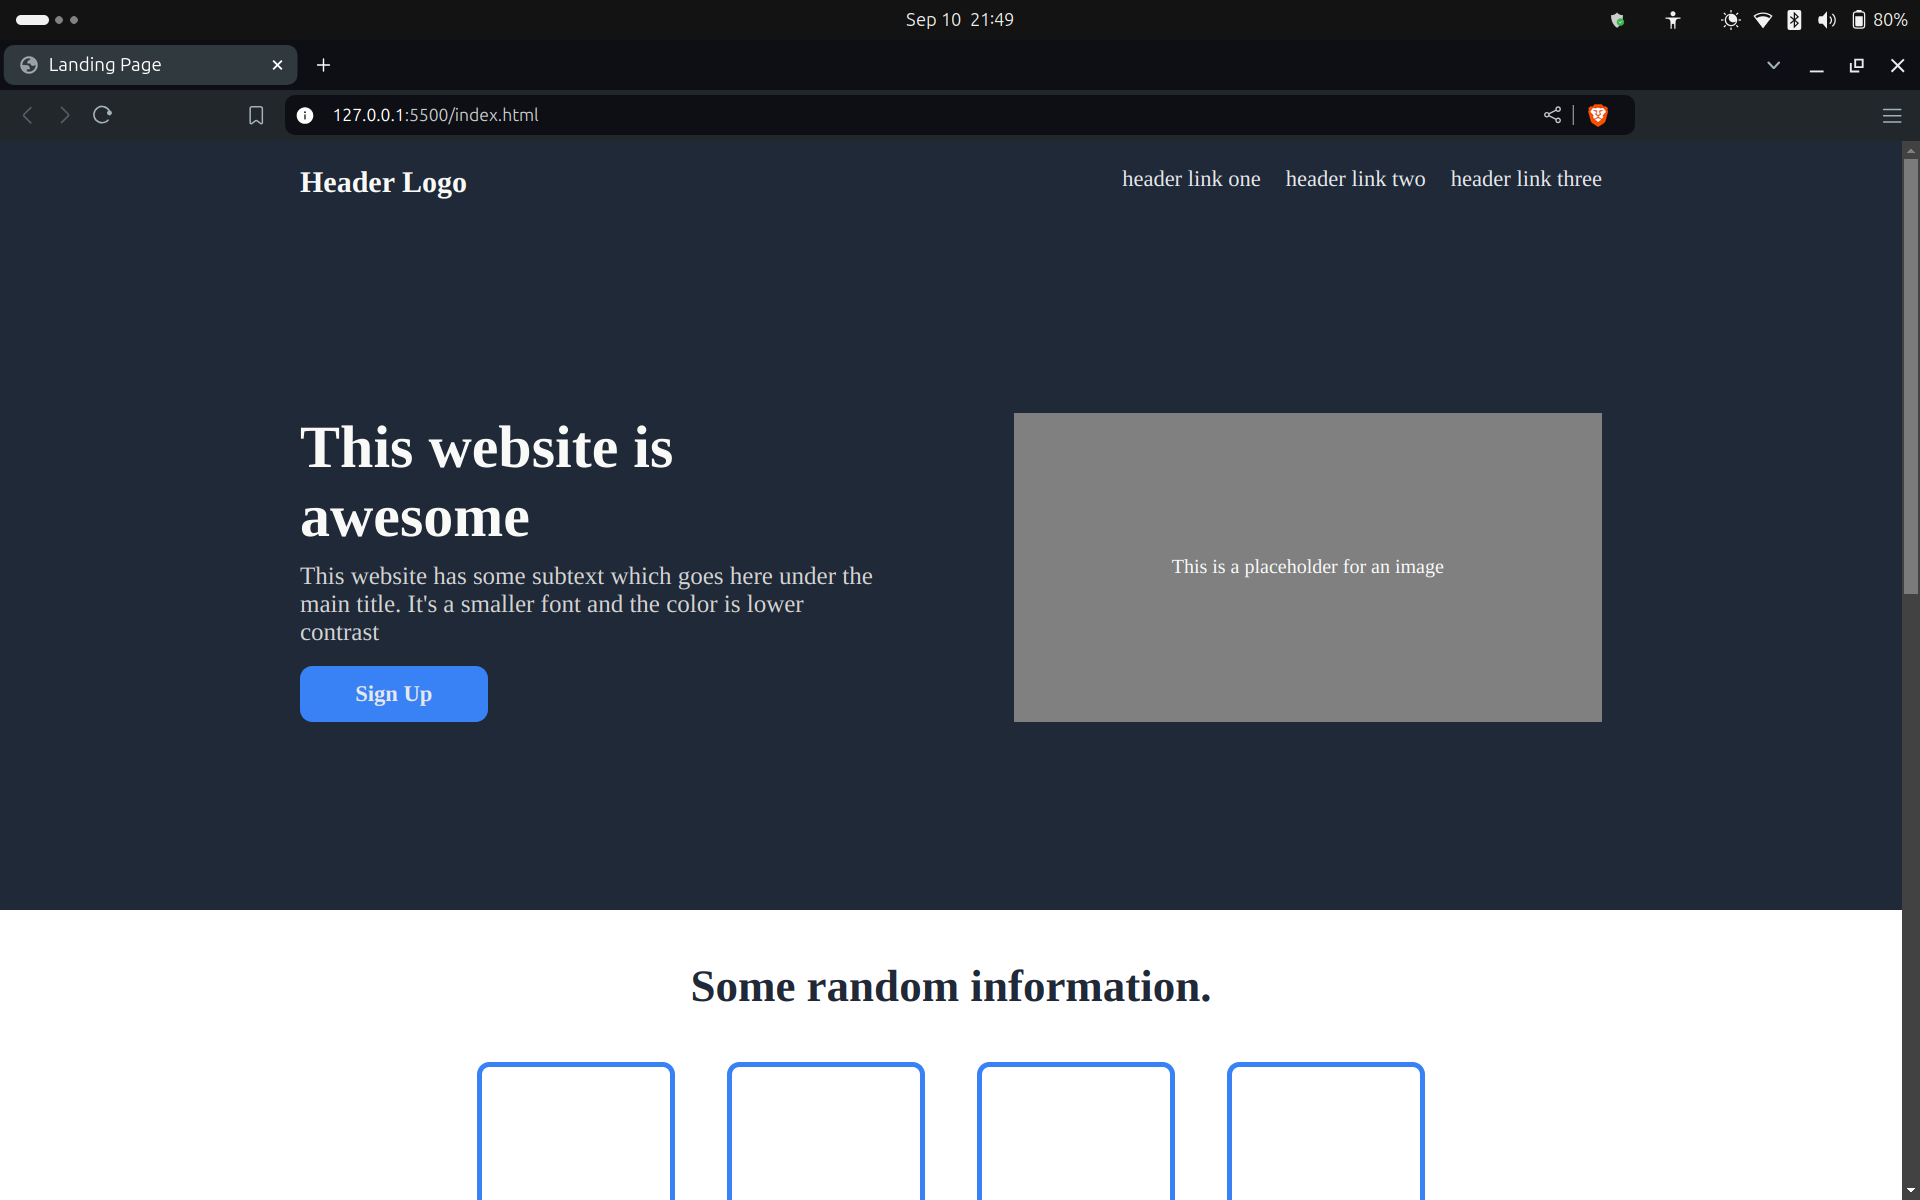 Sep 10 21:49
80%
Landing Page
127.0.0.1:5500/index.html
Header Logo
header link one
header link two
header link three
This website is
awesome
This website has some subtext which goes here under the
main title. It's a smaller font and the color is lower
contrast
Sign Up
This is a placeholder for an image
Some random information.